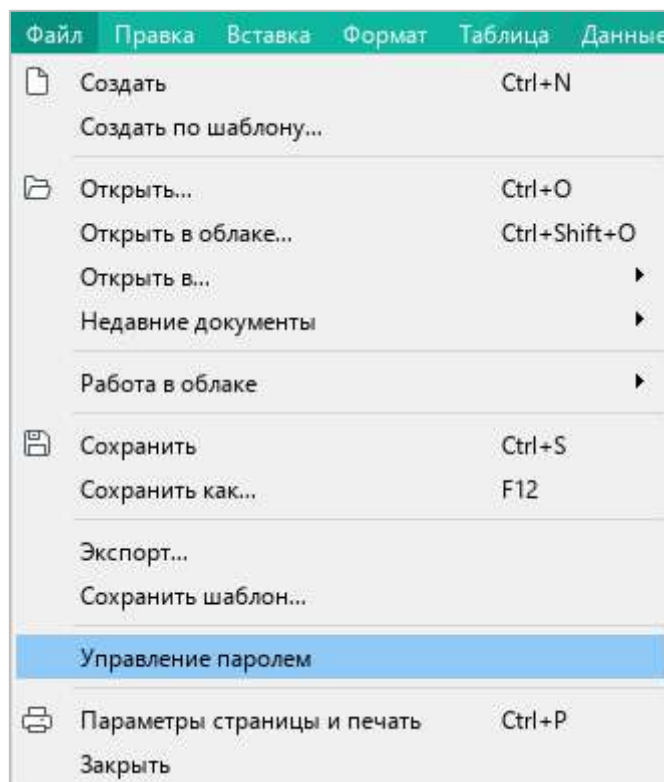 Файл Правка Вставка Формат Таблица Данные
Создать Ctrl+N
Создать по шаблону...
Открыть... Ctrl+O
Открыть в облаке... Ctrl+Shift+O
Открыть в...
Недавние документы
Работа в облаке
Сохранить Ctrl+S
Сохранить как... F12
Экспорт...
Сохранить шаблон...
Управление паролем
Параметры страницы и печать Ctrl+P
Закрыть